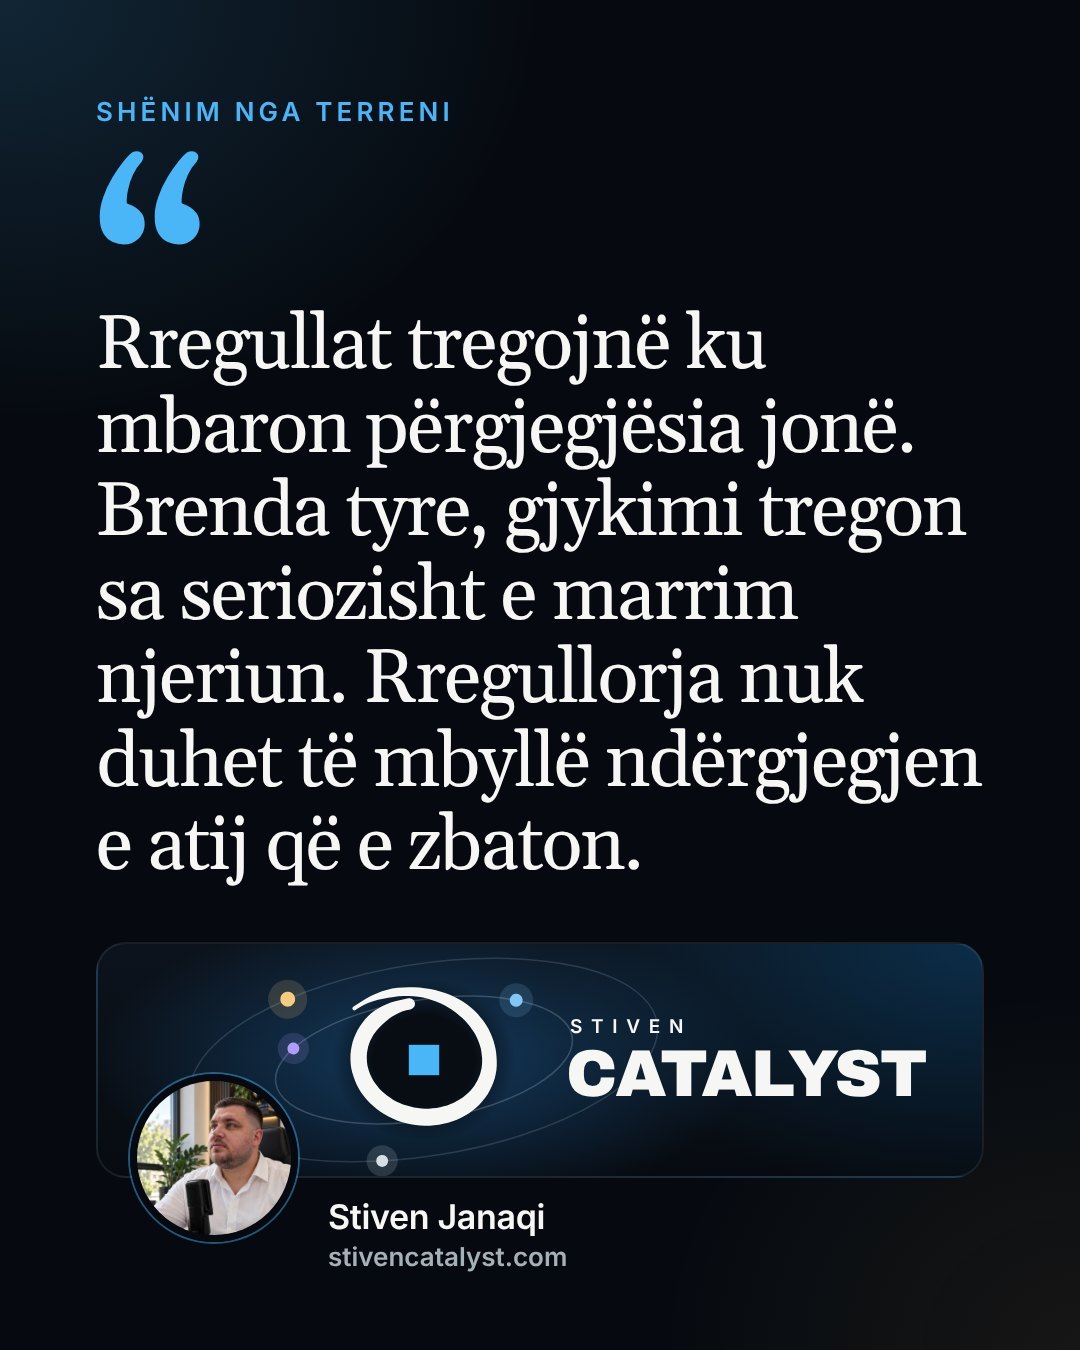 SHËNIM NGA TERRENI
“
Rregullat tregojnë ku
mbaron përgjegjësia jonë.
Brenda tyre, gjykimi tregon
sa seriozisht e marrim
njeriun. Rregullorja nuk
duhet të mbyllë ndërgjegjen
e atij që e zbaton.
STIVEN
CATALYST
Stiven Janaqi
stivencatalyst.com